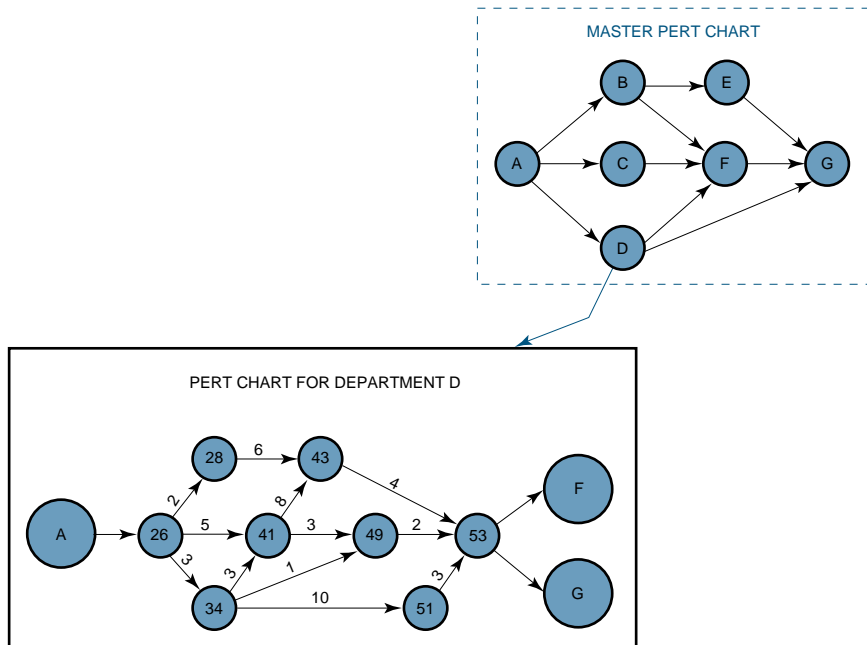 MASTER PERT CHART
B E
A C F G
D
PERT CHART FOR DEPARTMENT D
28 6 43
2 8 4 F
A 26 5 41 3 49 2 53
3 3 1 3 G
34 10 51